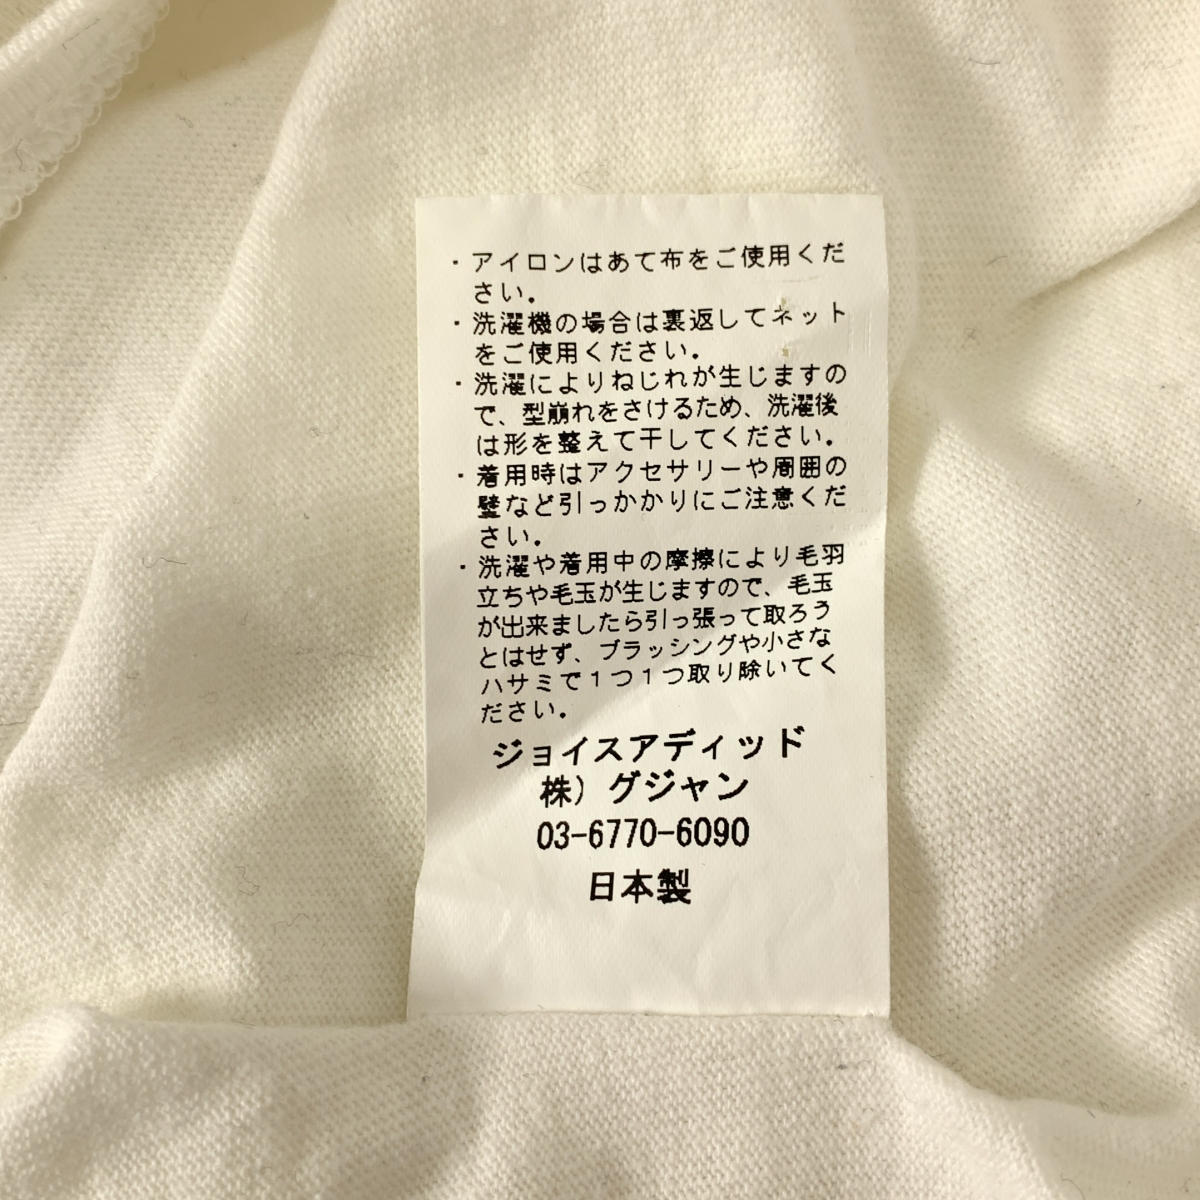 ・アイロンはあて布をご使用くだ
さい。
・洗濯機の場合は裏返してネット
をご使用ください。
・洗濯によりねじれが生じますの
で、型崩れをさけるため、洗濯後
は形を整えて干してください。
・着用時はアクセサリーや周囲の
壁など引っかかりにご注意くだ
さい。
・洗濯や着用中の摩擦により毛羽
立ちや毛玉が生じますので、毛玉
が出来ましたら引っ張って取ろう
とはせず、ブラッシングや小さな
ハサミで１つ１つ取り除いてく
ださい。
ジョイスアディッド
株）グジャン
03-6770-6090
日本製